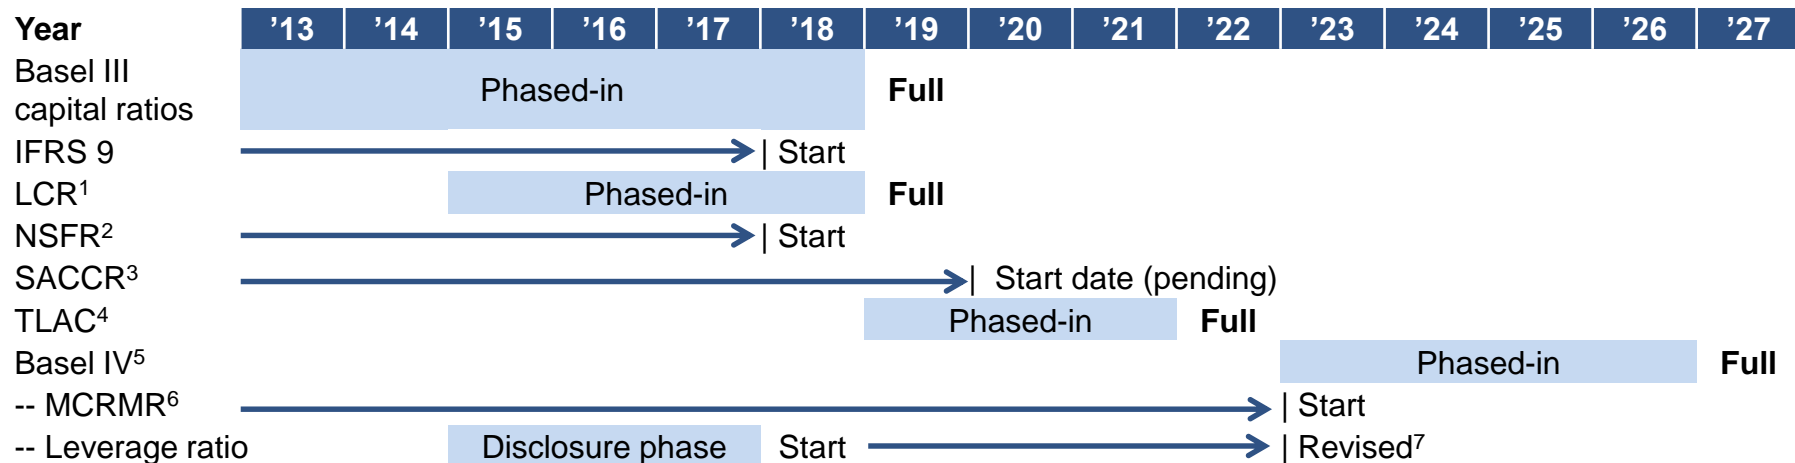 Year ’13 ’14 ’15 ’16 ’17 ’18 ’19 ’20 ’21 ’22 ’23 ’24 ’25 ’26 ’27
Basel III
capital ratios Phased-in Full
IFRS 9 | Start
LCR¹ Phased-in Full
NSFR² | Start
SACCR³ | Start date (pending)
TLAC⁴ Phased-in Full
Basel IV⁵ Phased-in Full
-- MCRMR⁶ | Start
-- Leverage ratio Disclosure phase Start | Revised⁷